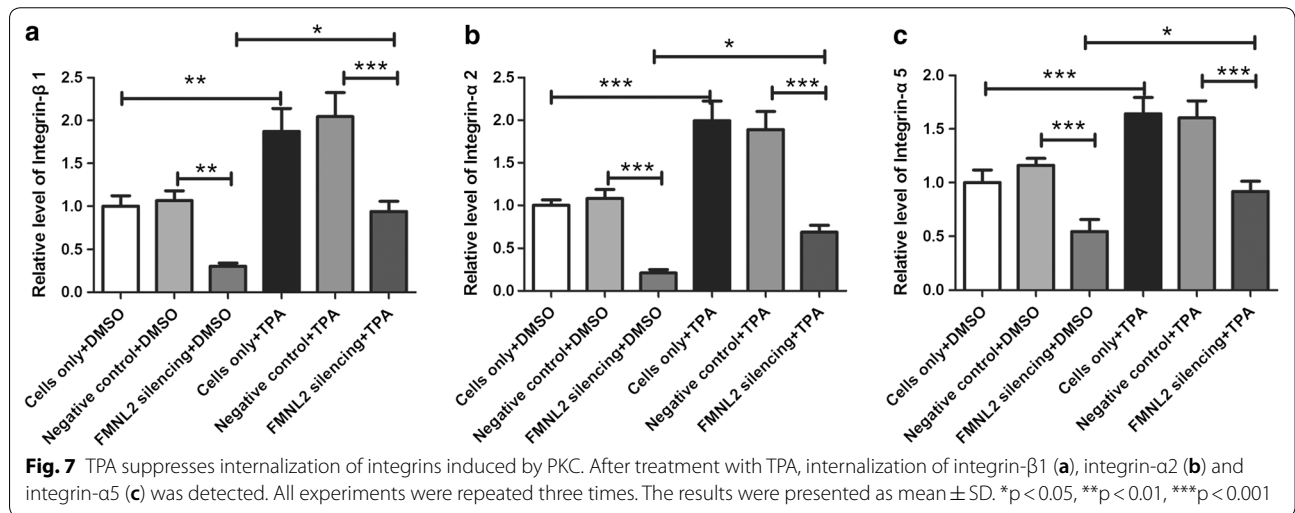 a
Relative level of Integrin-β 1
2.5
2.0
1.5
1.0
0.5
0.0
**
**
*
***
Cells only+DMSO
Negative control+DMSO
FMNL2 silencing+DMSO
Cells only+TPA
Negative control+TPA
FMNL2 silencing+TPA
b
Relative level of Integrin-α 2
2.5
2.0
1.5
1.0
0.5
0.0
***
***
*
***
Cells only+DMSO
Negative control+DMSO
FMNL2 silencing+DMSO
Cells only+TPA
Negative control+TPA
FMNL2 silencing+TPA
c
Relative level of Integrin-α 5
2.0
1.5
1.0
0.5
0.0
***
***
*
***
Cells only+DMSO
Negative control+DMSO
FMNL2 silencing+DMSO
Cells only+TPA
Negative control+TPA
FMNL2 silencing+TPA
Fig. 7 TPA suppresses internalization of integrins induced by PKC. After treatment with TPA, internalization of integrin-β1 (a), integrin-α2 (b) and
integrin-α5 (c) was detected. All experiments were repeated three times. The results were presented as mean ± SD. *p < 0.05, **p < 0.01, ***p < 0.001